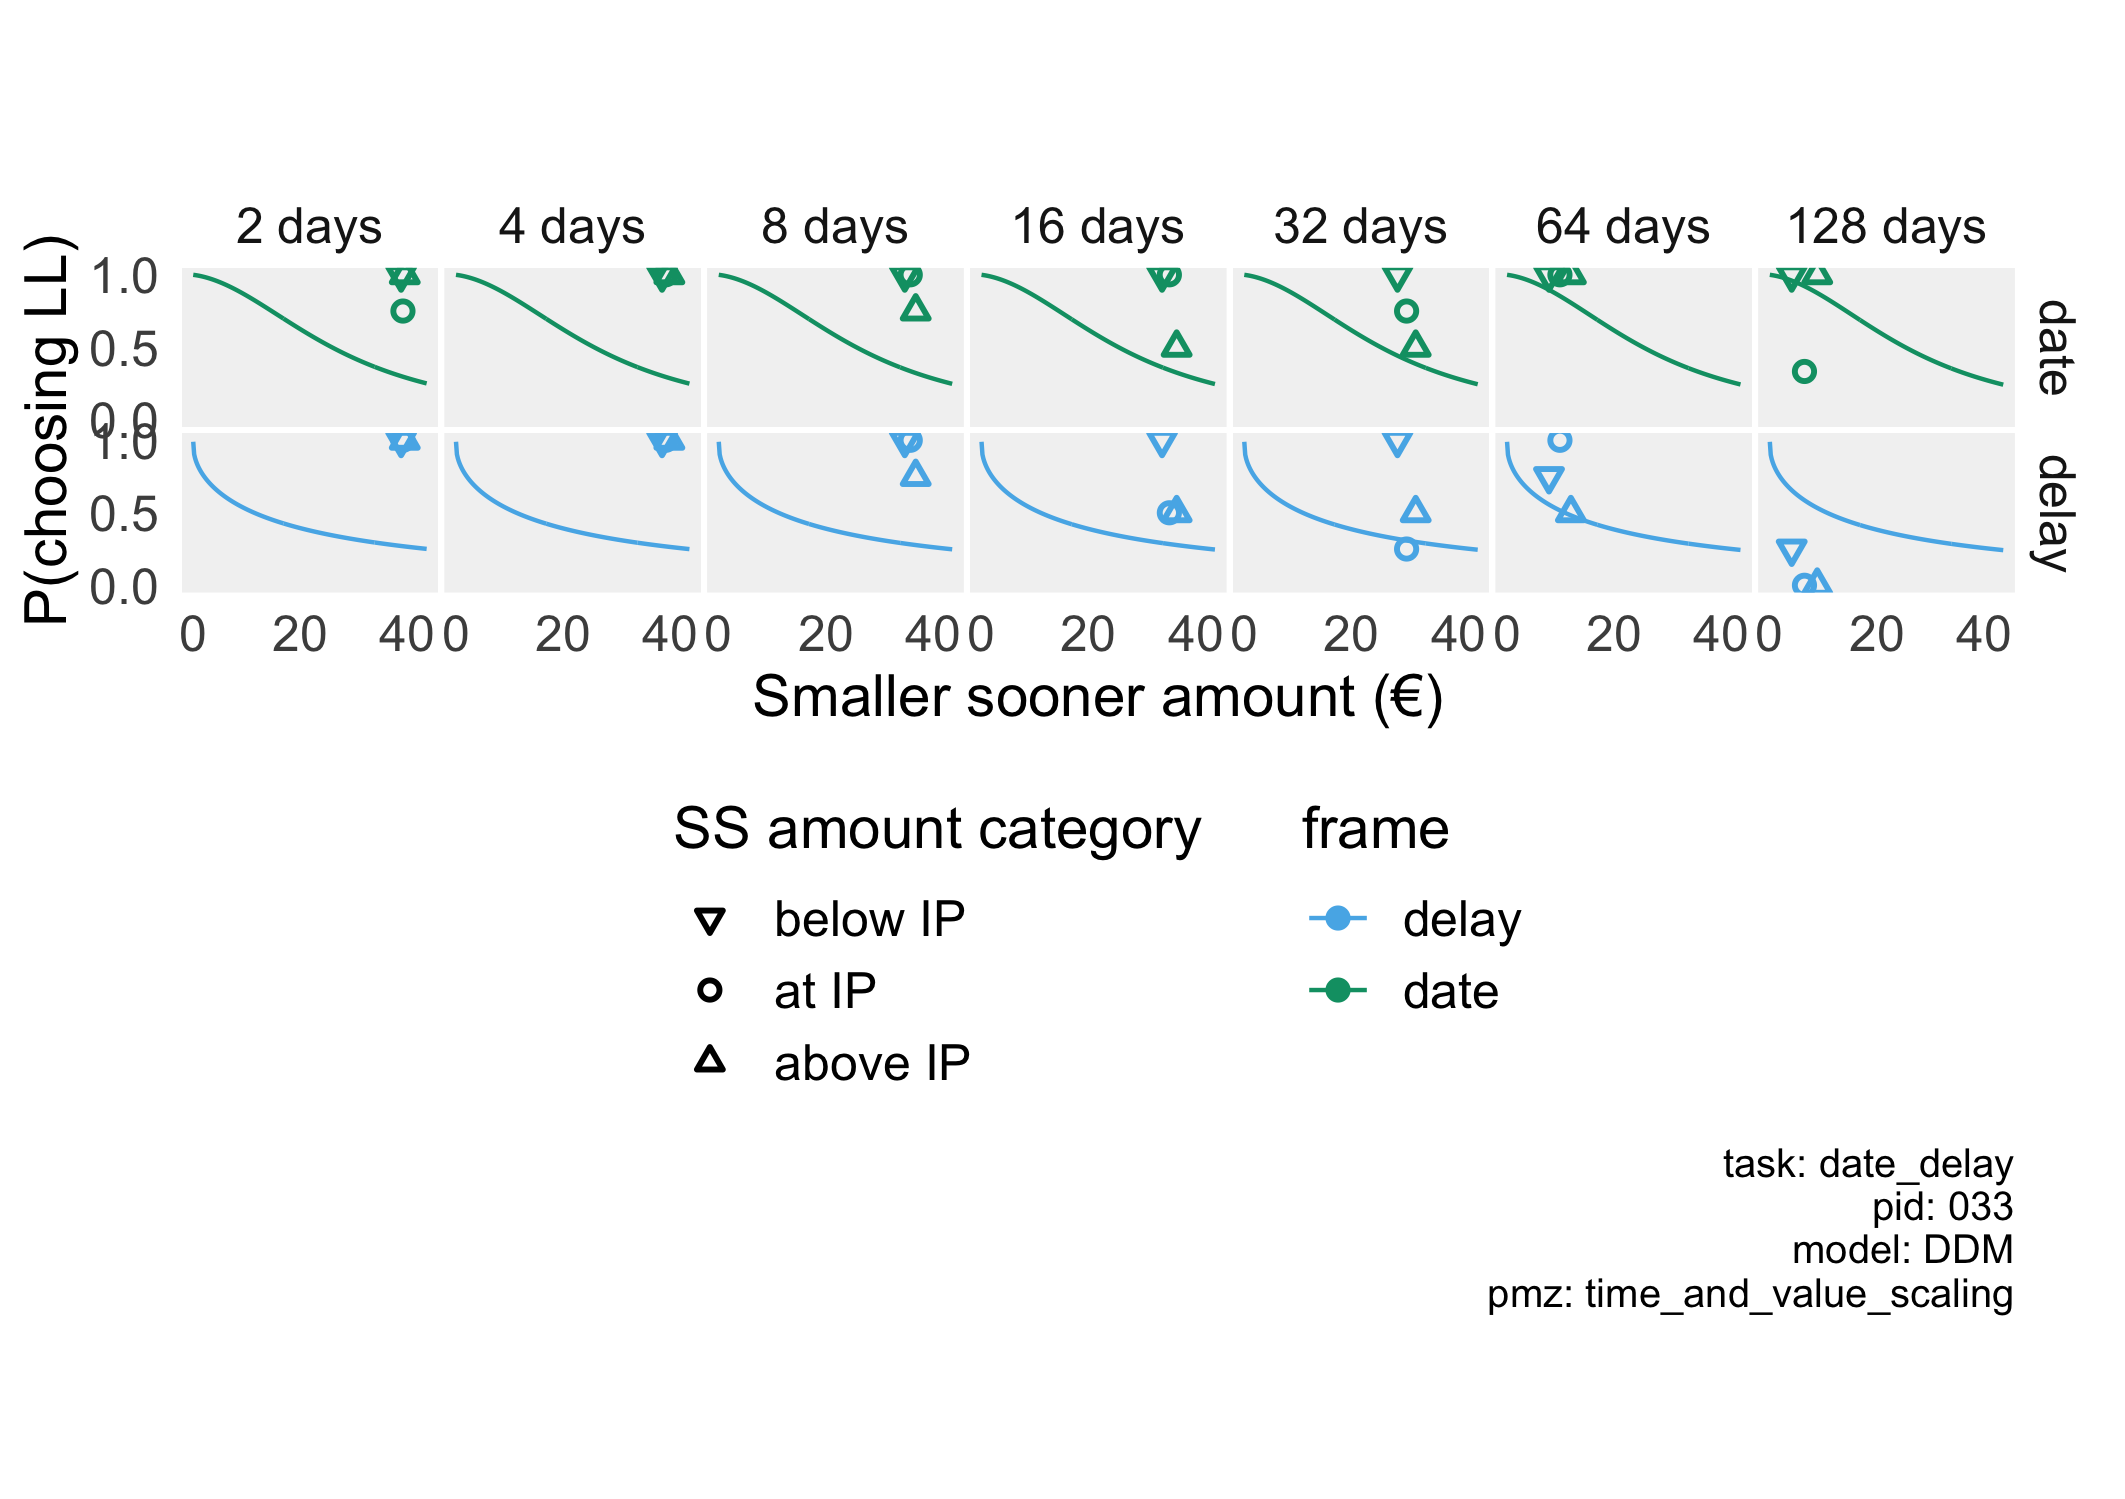 2 days 4 days 8 days 16 days 32 days 64 days 128 days
P(choosing LL)
1.0
0.5
0.0
date
1.0
0.5
0.0
delay
0 20 40 0 20 40 0 20 40 0 20 40 0 20 40 0 20 40 0 20 40
Smaller sooner amount (€)
SS amount category
below IP
at IP
above IP
frame
delay
date
task: date_delay
pid: 033
model: DDM
pmz: time_and_value_scaling